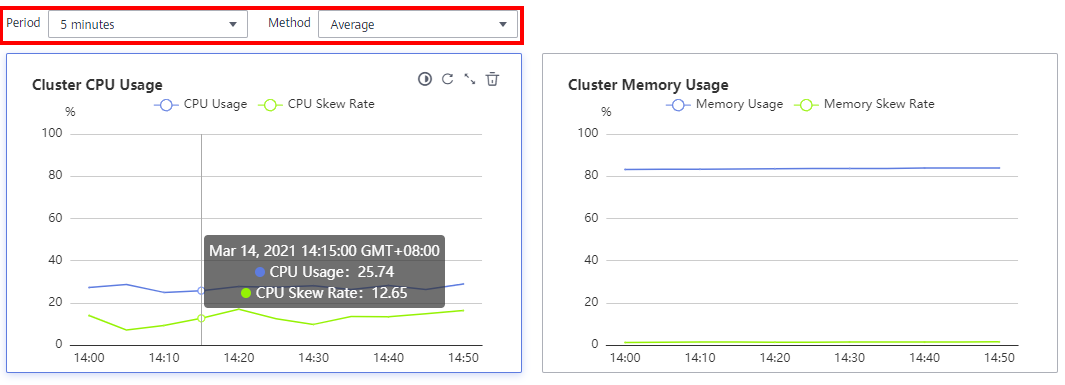 Period 5 minutes Method Average
Cluster CPU Usage
CPU Usage CPU Skew Rate
%
100
80
60
40
20
0
14:00 14:10 14:20 14:30 14:40 14:50
Mar 14, 2021 14:15:00 GMT+08:00
CPU Usage: 25.74
CPU Skew Rate: 12.65
Cluster Memory Usage
Memory Usage Memory Skew Rate
%
100
80
60
40
20
0
14:00 14:10 14:20 14:30 14:40 14:50